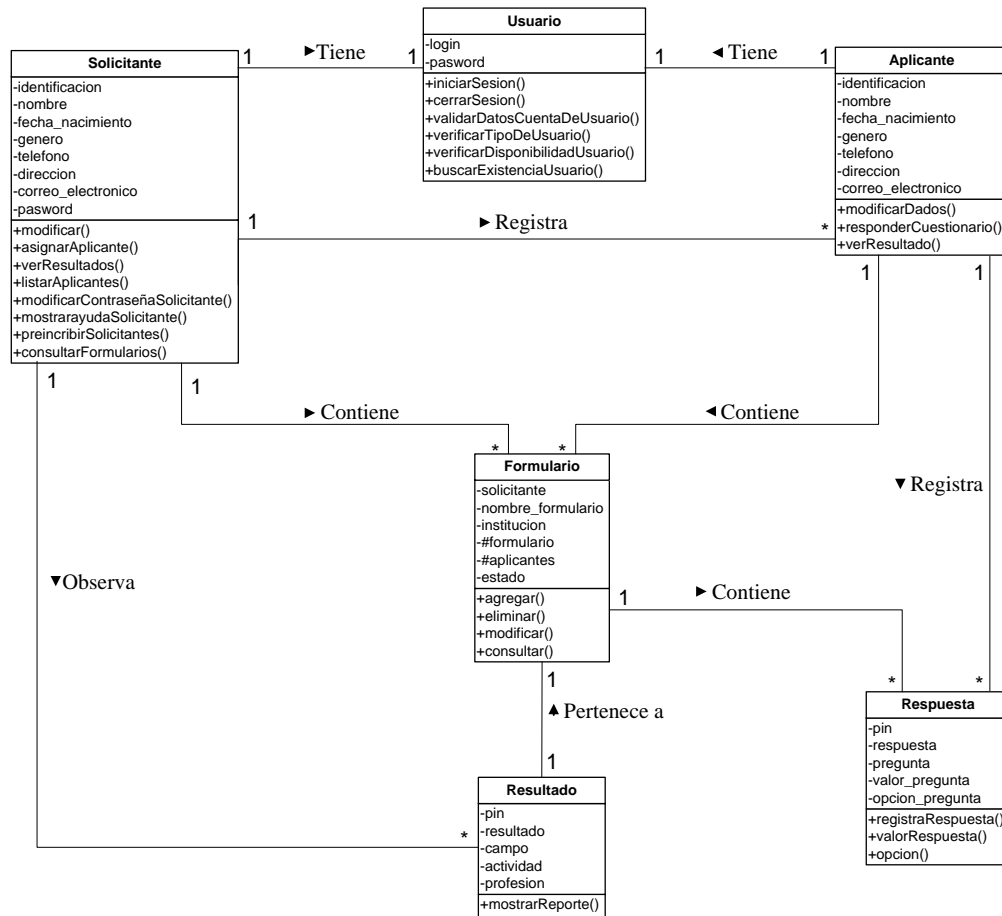 Usuario
-login
-pasword
+iniciarSesion()
+cerrarSesion()
+validarDatosCuentaDeUsuario()
+verificarTipoDeUsuario()
+verificarDisponibilidadUsuario()
+buscarExistenciaUsuario()
1 ►Tiene 1
1 ◄ Tiene 1
Solicitante
-identificacion
-nombre
-fecha_nacimiento
-genero
-telefono
-direccion
-correo_electronico
-pasword
+modificar()
+asignarAplicante()
+verResultados()
+listarAplicantes()
+modificarContraseñaSolicitante()
+mostrarayudaSolicitante()
+preincribirSolicitantes()
+consultarFormularios()
Aplicante
-identificacion
-nombre
-fecha_nacimiento
-genero
-telefono
-direccion
-correo_electronico
+modificarDados()
+responderCuestionario()
+verResultado()
1 ► Registra *
1 1 1 1
► Contiene *
◄ Contiene *
Formulario
-solicitante
-nombre_formulario
-institucion
-#formulario
-#aplicantes
-estado
+agregar()
+eliminar()
+modificar()
+consultar()
▼ Registra
▼Observa
1 ► Contiene
* *
1
▲ Pertenece a
1
Respuesta
-pin
-respuesta
-pregunta
-valor_pregunta
-opcion_pregunta
+registraRespuesta()
+valorRespuesta()
+opcion()
*
Resultado
-pin
-resultado
-campo
-actividad
-profesion
+mostrarReporte()